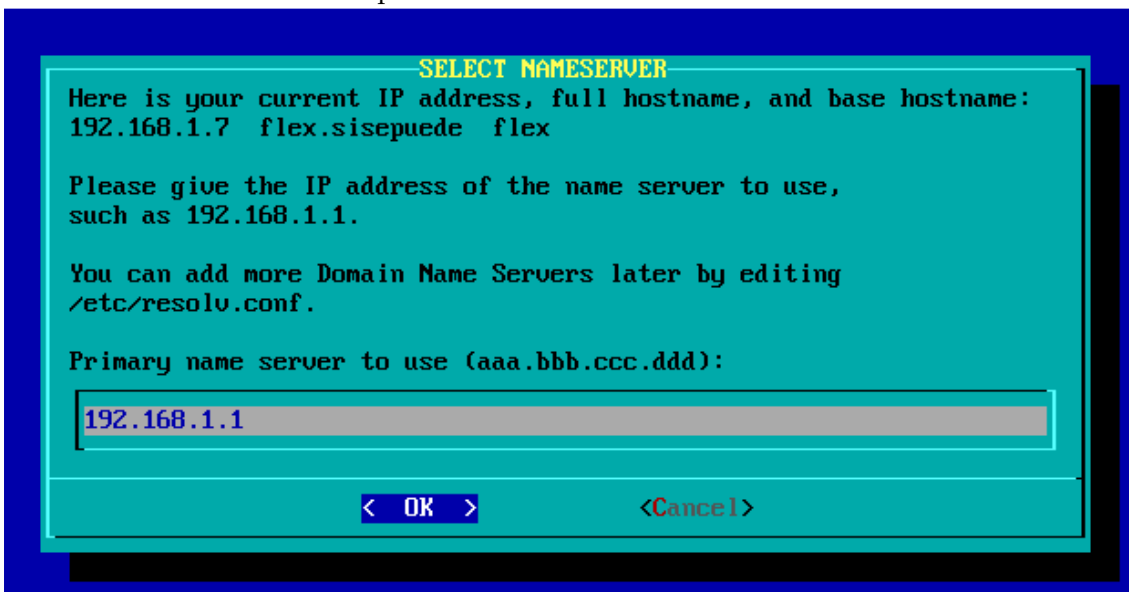 SELECT NAMESERVER
Here is your current IP address, full hostname, and base hostname:
192.168.1.7  flex.sisepuede  flex
Please give the IP address of the name server to use,
such as 192.168.1.1.
You can add more Domain Name Servers later by editing
/etc/resolv.conf.
Primary name server to use (aaa.bbb.ccc.ddd):
192.168.1.1
<  OK  > <Cancel>